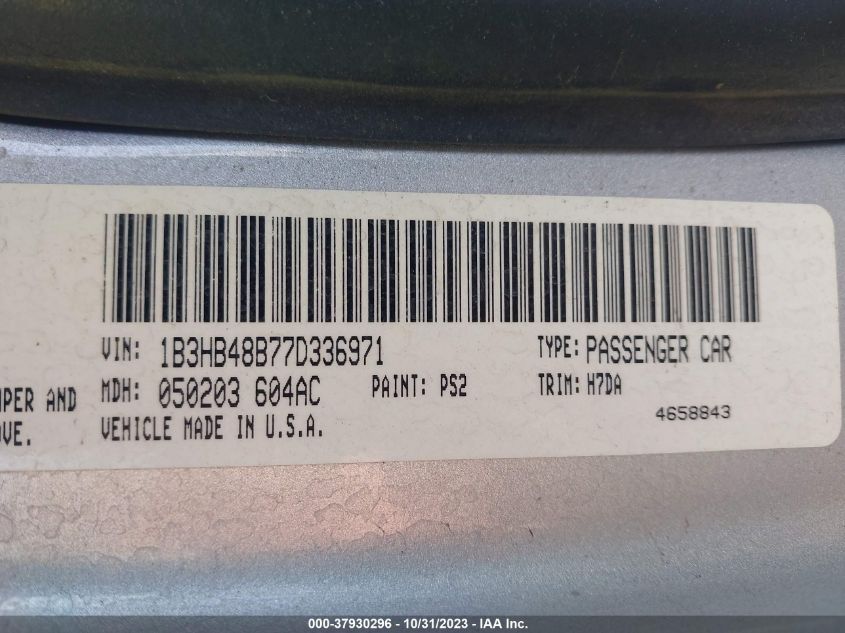 VIN: 1B3HB48B77D336971 TYPE: PASSENGER CAR
MDH: 050203 604AC PAINT: PS2 TRIM: H7DA
PER AND
4658843
VE. VEHICLE MADE IN U.S.A.
000-37930296 - 10/31/2023 - IAA Inc.